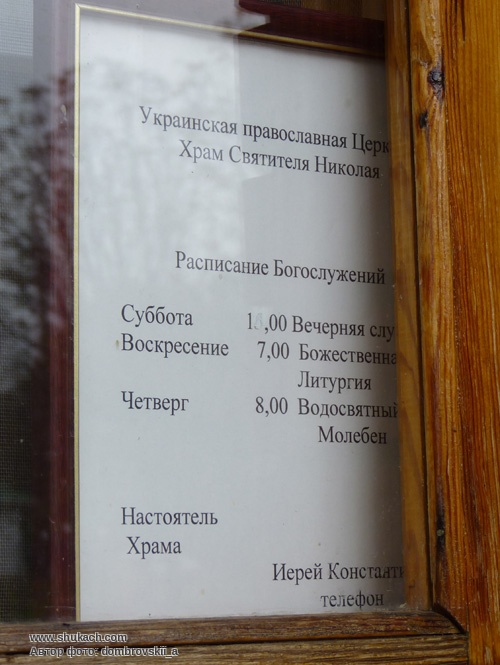 Украинская православная Церк
Храм Святителя Николая
Расписание Богослужений
Суббота Вечерняя слу
Воскресение 7,00 Божественна
Литургия
Четверг 8,00 Водосвятный
Молебен
Настоятель
Храма
Иерей Константи
телефон
www.shukach.com
Автор фото: dombrovskii_a